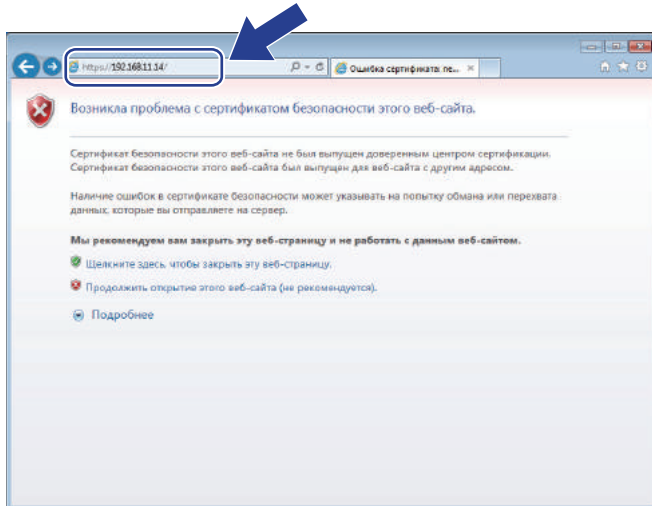 https://192.168.11.14/
Ошибка сертификата: пе...
Возникла проблема с сертификатом безопасности этого веб-сайта.
Сертификат безопасности этого веб-сайта не был выпущен доверенным центром сертификации.
Сертификат безопасности этого веб-сайта был выпущен для веб-сайта с другим адресом.
Наличие ошибок в сертификате безопасности может указывать на попытку обмана или перехвата
данных, которые вы отправляете на сервер.
Мы рекомендуем вам закрыть эту веб-страницу и не работать с данным веб-сайтом.
Щелкните здесь, чтобы закрыть эту веб-страницу.
Продолжить открытие этого веб-сайта (не рекомендуется).
Подробнее